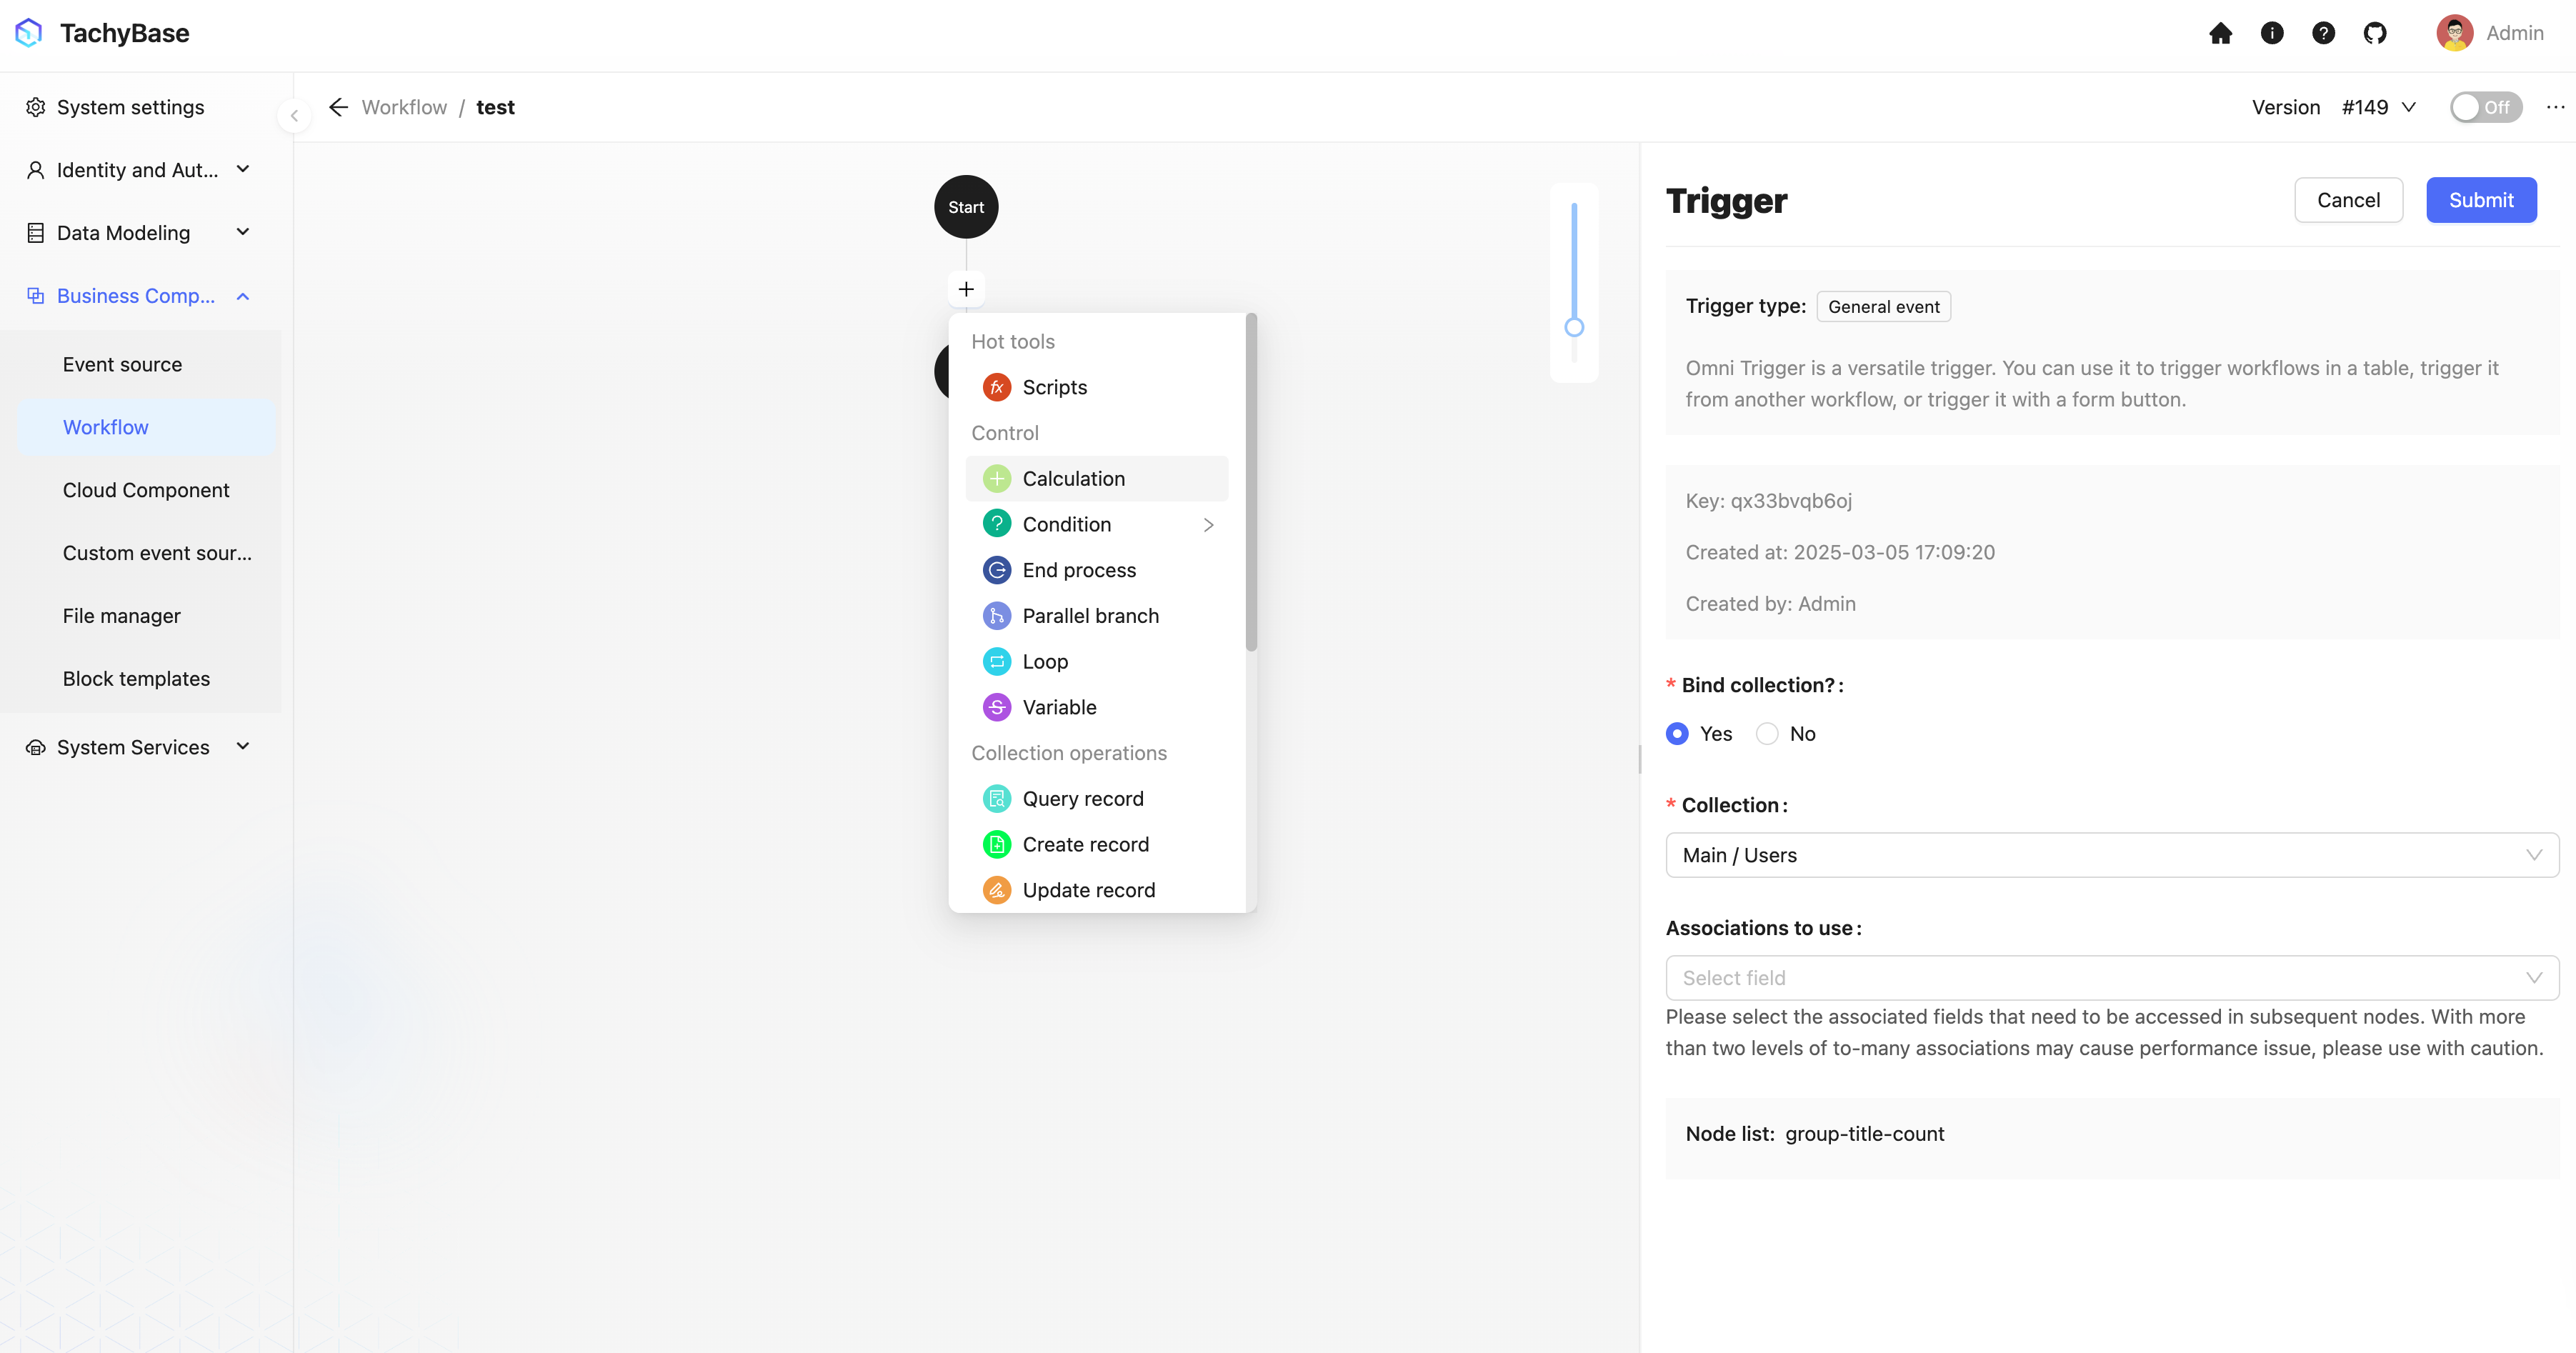 TachyBase
Admin
System settings
Identity and Aut...
Data Modeling
Business Comp...
Event source
Workflow
Cloud Component
Custom event sour...
File manager
Block templates
System Services
Workflow / test
Version #149
Off
Start
Hot tools
Scripts
Control
Calculation
Condition
End process
Parallel branch
Loop
Variable
Collection operations
Query record
Create record
Update record
Trigger
Cancel
Submit
Trigger type: General event
Omni Trigger is a versatile trigger. You can use it to trigger workflows in a table, trigger it
from another workflow, or trigger it with a form button.
Key: qx33bvqb6oj
Created at: 2025-03-05 17:09:20
Created by: Admin
* Bind collection?:
Yes No
* Collection:
Main / Users
Associations to use:
Select field
Please select the associated fields that need to be accessed in subsequent nodes. With more
than two levels of to-many associations may cause performance issue, please use with caution.
Node list: group-title-count